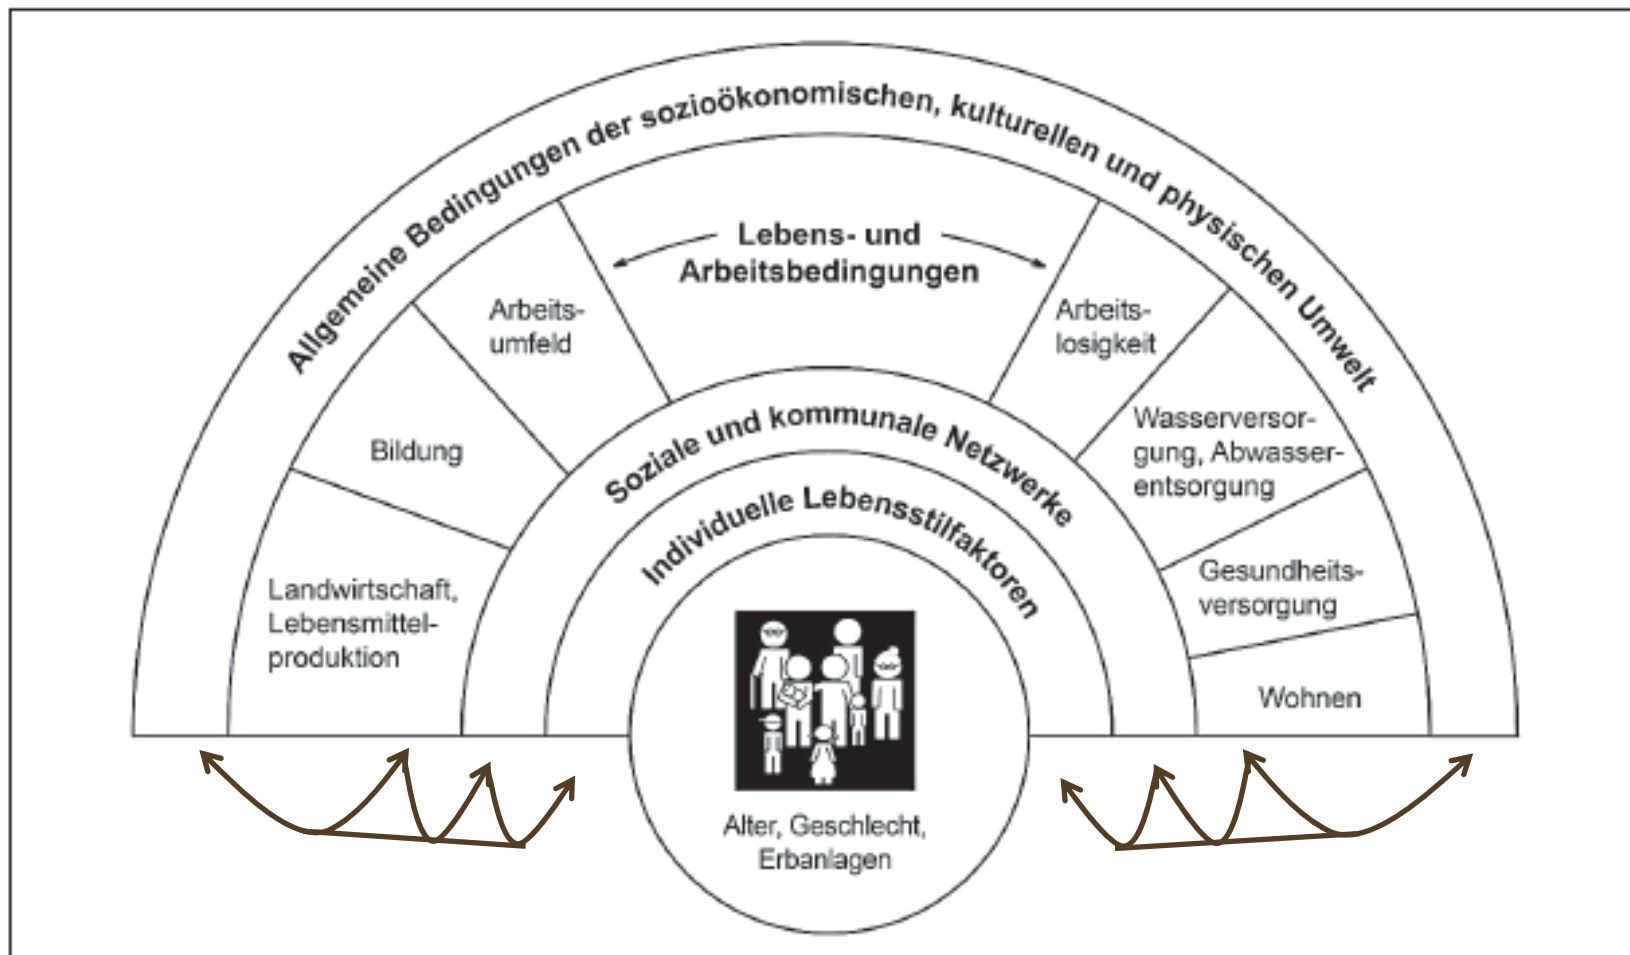 Allgemeine Bedingungen der sozioökonomischen, kulturellen und physischen Umwelt
Lebens- und
Arbeitsbedingungen
Arbeits-
umfeld
Arbeits-
losigkeit
Bildung
Wasserversor-
gung, Abwasser-
entsorgung
Landwirtschaft,
Lebensmittel-
produktion
Gesundheits-
versorgung
Wohnen
Soziale und kommunale Netzwerke
Individuelle Lebensstilfaktoren
Alter, Geschlecht,
Erbanlagen